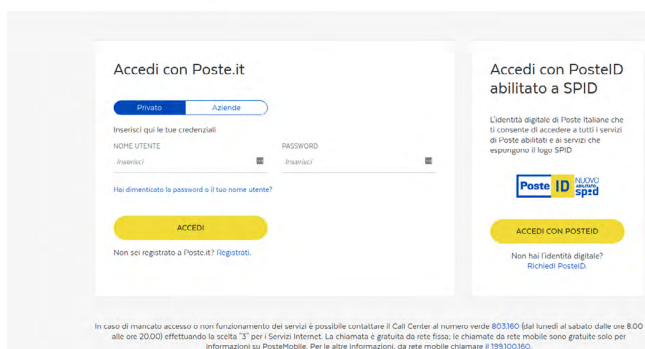 Accedi con Poste.it
Privato
Aziende
Inserisci qui le tue credenziali
NOME UTENTE
Inserisci
PASSWORD
Inserisci
Hai dimenticato la password o il tuo nome utente?
ACCEDI
Non sei registrato a Poste.it? Registrati.
Accedi con PosteID
abilitato a SPID
L'identità digitale di Poste Italiane che
ti consente di accedere a tutti i servizi
di Poste abilitati e ai servizi che
espongono il logo SPID
Poste ID NUOVO
ABILITATO
spid
ACCEDI CON POSTEID
Non hai l'identità digitale?
Richiedi PosteID.
In caso di mancato accesso o non funzionamento dei servizi è possibile contattare il Call Center al numero verde 803.160 (dal lunedì al sabato dalle ore 8.00
alle ore 20.00) effettuando la scelta "3" per i Servizi Internet. La chiamata è gratuita da rete fissa; le chiamate da rete mobile sono gratuite solo per
informazioni su PosteMobile. Per le altre informazioni, da rete mobile chiamare il 199.100.160.